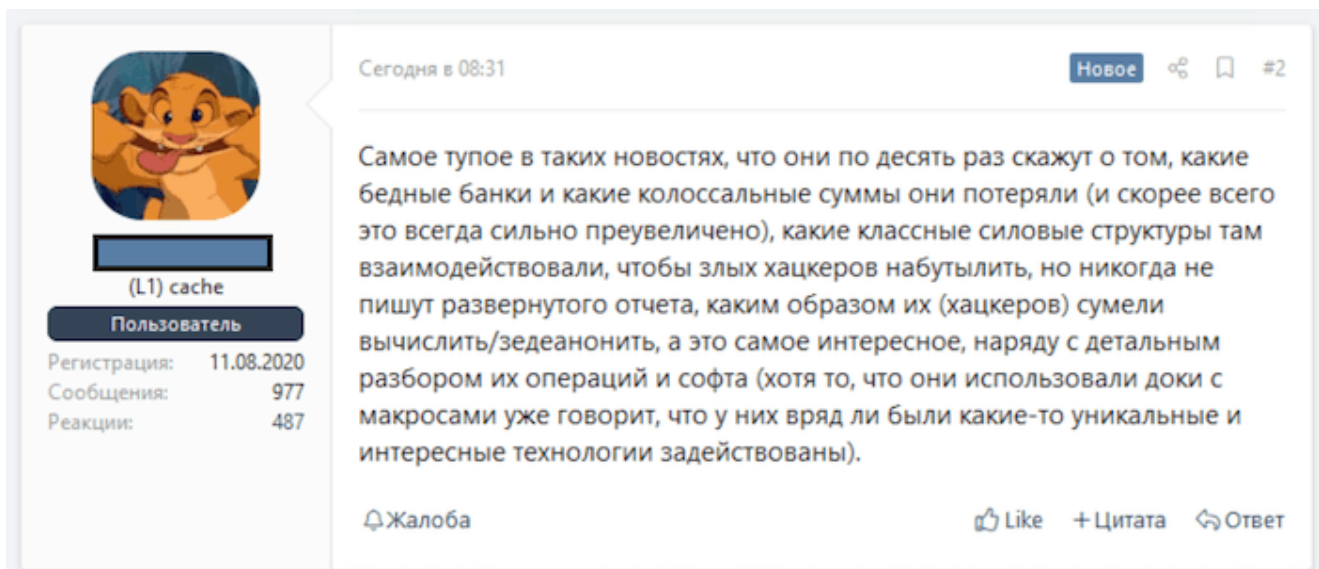 Сегодня в 08:31
Новое
#2
(L1) cache
Пользователь
Регистрация: 11.08.2020
Сообщения: 977
Реакции: 487
Самое тупое в таких новостях, что они по десять раз скажут о том, какие
бедные банки и какие колоссальные суммы они потеряли (и скорее всего
это всегда сильно преувеличено), какие классные силовые структуры там
взаимодействовали, чтобы злых хацкеров набутылить, но никогда не
пишут развернутого отчета, каким образом их (хацкеров) сумели
вычислить/зедеанонить, а это самое интересное, наряду с детальным
разбором их операций и софта (хотя то, что они использовали доки с
макросами уже говорит, что у них вряд ли были какие-то уникальные и
интересные технологии задействованы).
Жалоба
Like
+Цитата
Ответ